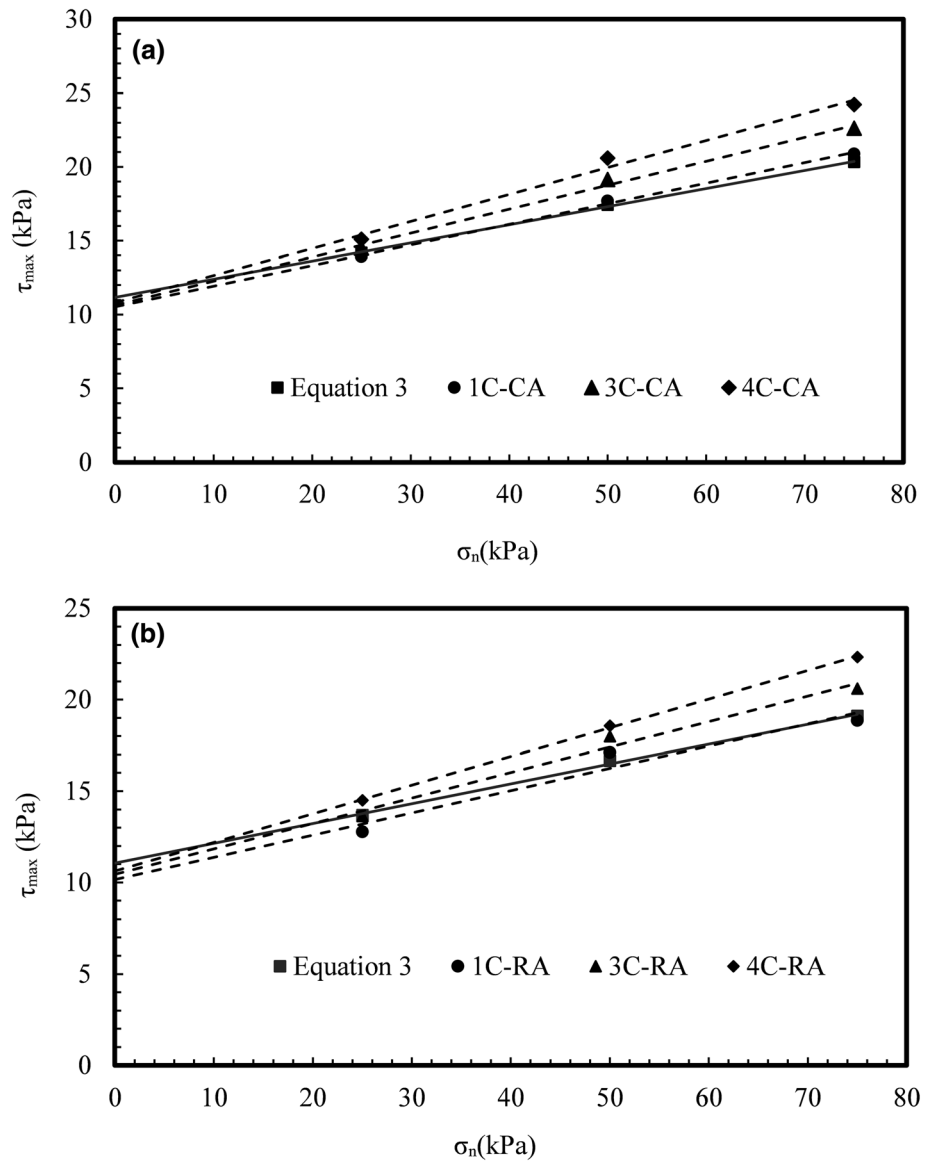 (a)
30
25
20
15
10
5
0
τmax (kPa)
Equation 3 1C-CA 3C-CA 4C-CA
0 10 20 30 40 50 60 70 80
σn(kPa)
(b)
25
20
15
10
5
0
τmax (kPa)
Equation 3 1C-RA 3C-RA 4C-RA
0 10 20 30 40 50 60 70 80
σn(kPa)